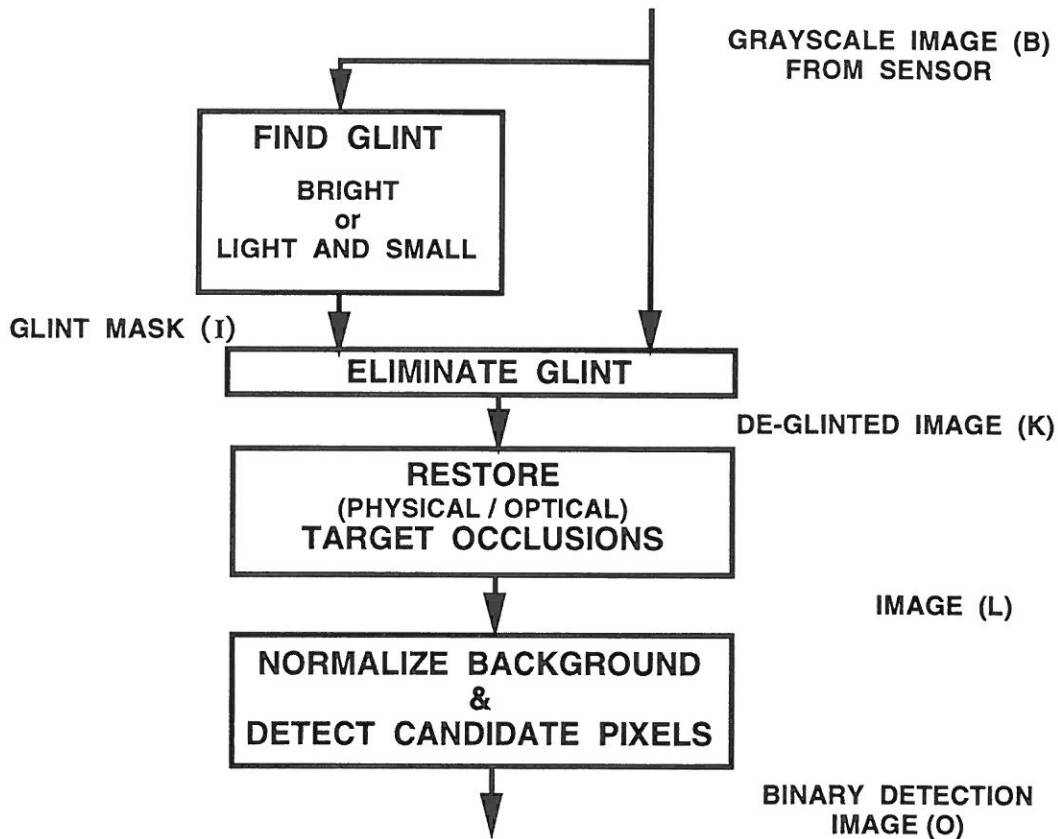 GRAYSCALE IMAGE (B)
FROM SENSOR
FIND GLINT
BRIGHT
or
LIGHT AND SMALL
GLINT MASK (I)
ELIMINATE GLINT
DE-GLINTED IMAGE (K)
RESTORE
(PHYSICAL / OPTICAL)
TARGET OCCLUSIONS
IMAGE (L)
NORMALIZE BACKGROUND
&
DETECT CANDIDATE PIXELS
BINARY DETECTION
IMAGE (O)